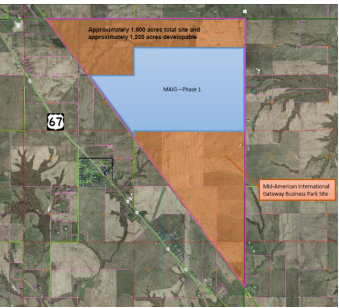 Approximately 1,600 acres total site and
approximately 1,200 acres developable
MAIG – Phase 1
67
Mid-American International
Gateway Business Park Site